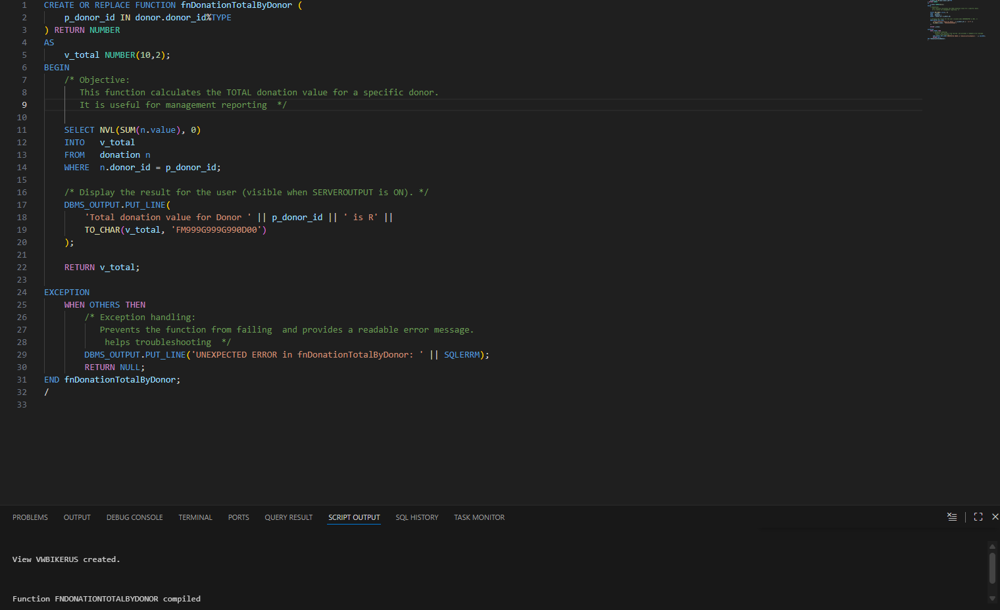 1 CREATE OR REPLACE FUNCTION fnDonationTotalByDonor (
2 p_donor_id IN donor.donor_id%TYPE
3 ) RETURN NUMBER
4 AS
5 v_total NUMBER(10,2);
6 BEGIN
7 /* Objective:
8 This function calculates the TOTAL donation value for a specific donor.
9 It is useful for management reporting  */
10
11 SELECT NVL(SUM(n.value), 0)
12 INTO   v_total
13 FROM   donation n
14 WHERE  n.donor_id = p_donor_id;
15
16 /* Display the result for the user (visible when SERVEROUTPUT is ON). */
17 DBMS_OUTPUT.PUT_LINE(
18 'Total donation value for Donor ' || p_donor_id || ' is R' ||
19 TO_CHAR(v_total, 'FM999G999G990D00')
20 );
21
22 RETURN v_total;
23
24 EXCEPTION
25 WHEN OTHERS THEN
26 /* Exception handling:
27 Prevents the function from failing  and provides a readable error message.
28 helps troubleshooting  */
29 DBMS_OUTPUT.PUT_LINE('UNEXPECTED ERROR in fnDonationTotalByDonor: ' || SQLERRM);
30 RETURN NULL;
31 END fnDonationTotalByDonor;
32 /
33
PROBLEMS OUTPUT DEBUG CONSOLE TERMINAL PORTS QUERY RESULT SCRIPT OUTPUT SQL HISTORY TASK MONITOR
View VWBIKERUS created.
Function FNDONATIONTOTALBYDONOR compiled